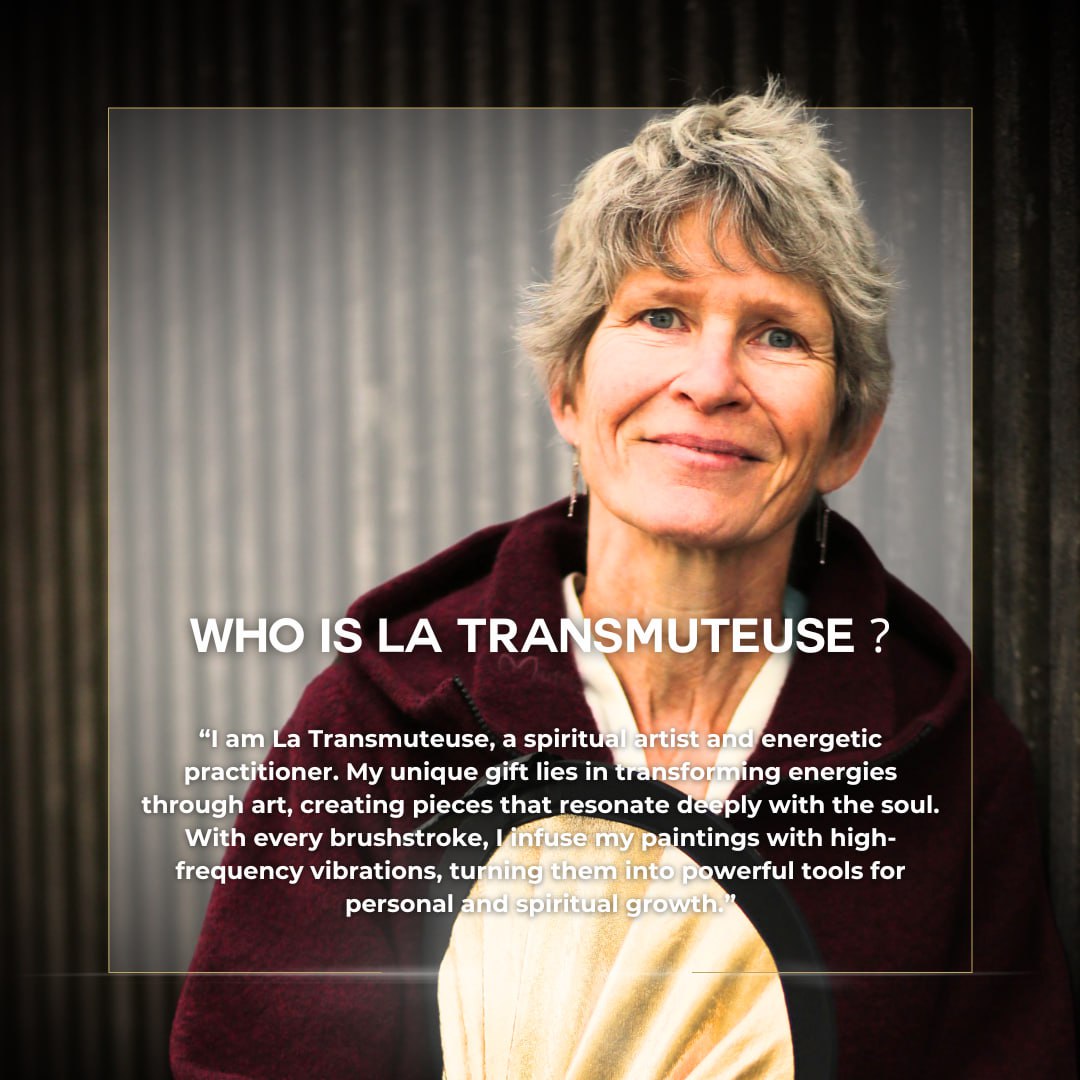 WHO IS LA TRANSMUTEUSE ?
“I am La Transmuteuse, a spiritual artist and energetic
practitioner. My unique gift lies in transforming energies
through art, creating pieces that resonate deeply with the soul.
With every brushstroke, I infuse my paintings with high-
frequency vibrations, turning them into powerful tools for
personal and spiritual growth.”